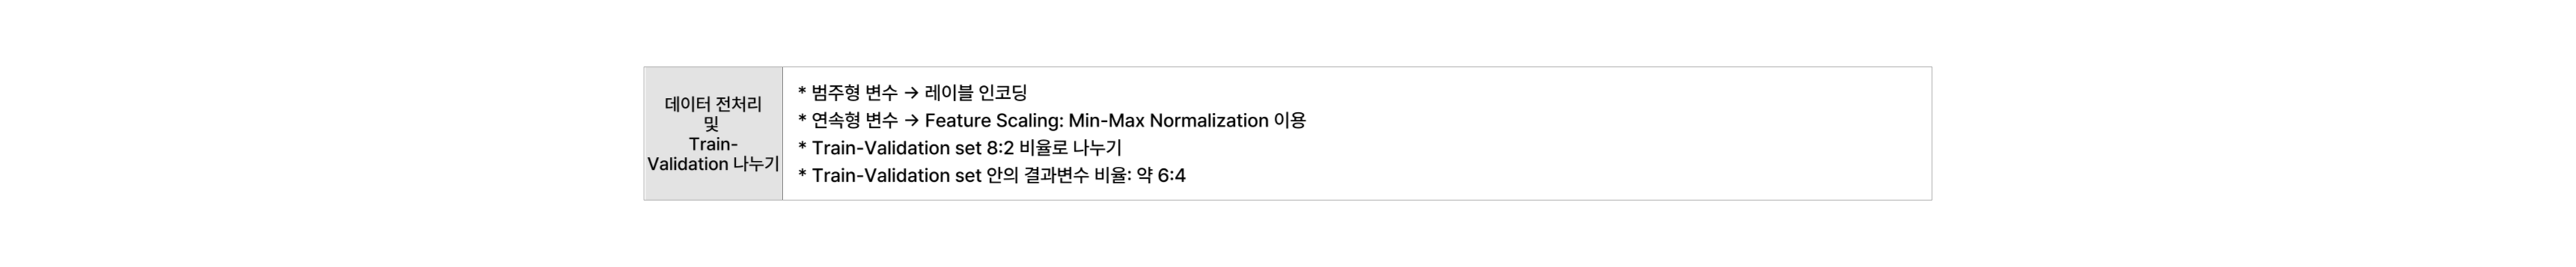 데이터 전처리
및
Train-
Validation 나누기
* 범주형 변수 → 레이블 인코딩
* 연속형 변수 → Feature Scaling: Min-Max Normalization 이용
* Train-Validation set 8:2 비율로 나누기
* Train-Validation set 안의 결과변수 비율: 약 6:4